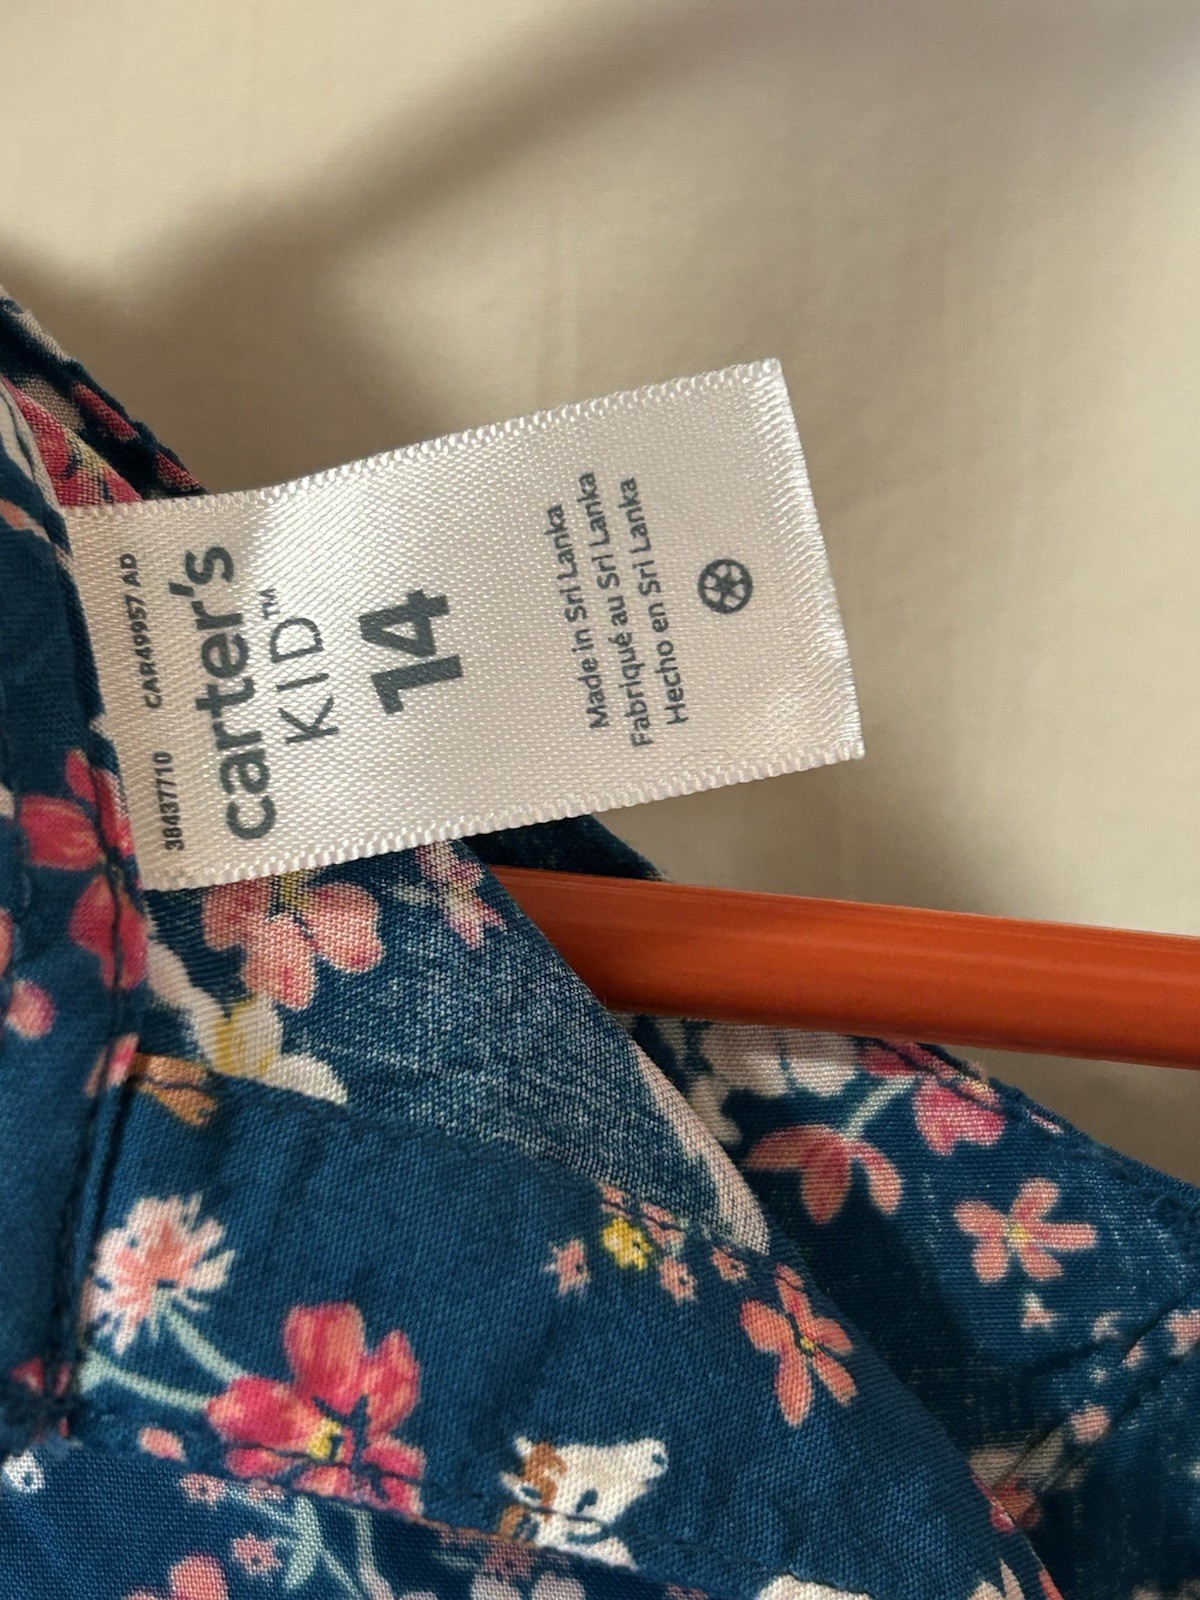 38437710 CAR49957 AD
carter's
KID™
14
Made in Sri Lanka
Fabriqué au Sri Lanka
Hecho en Sri Lanka